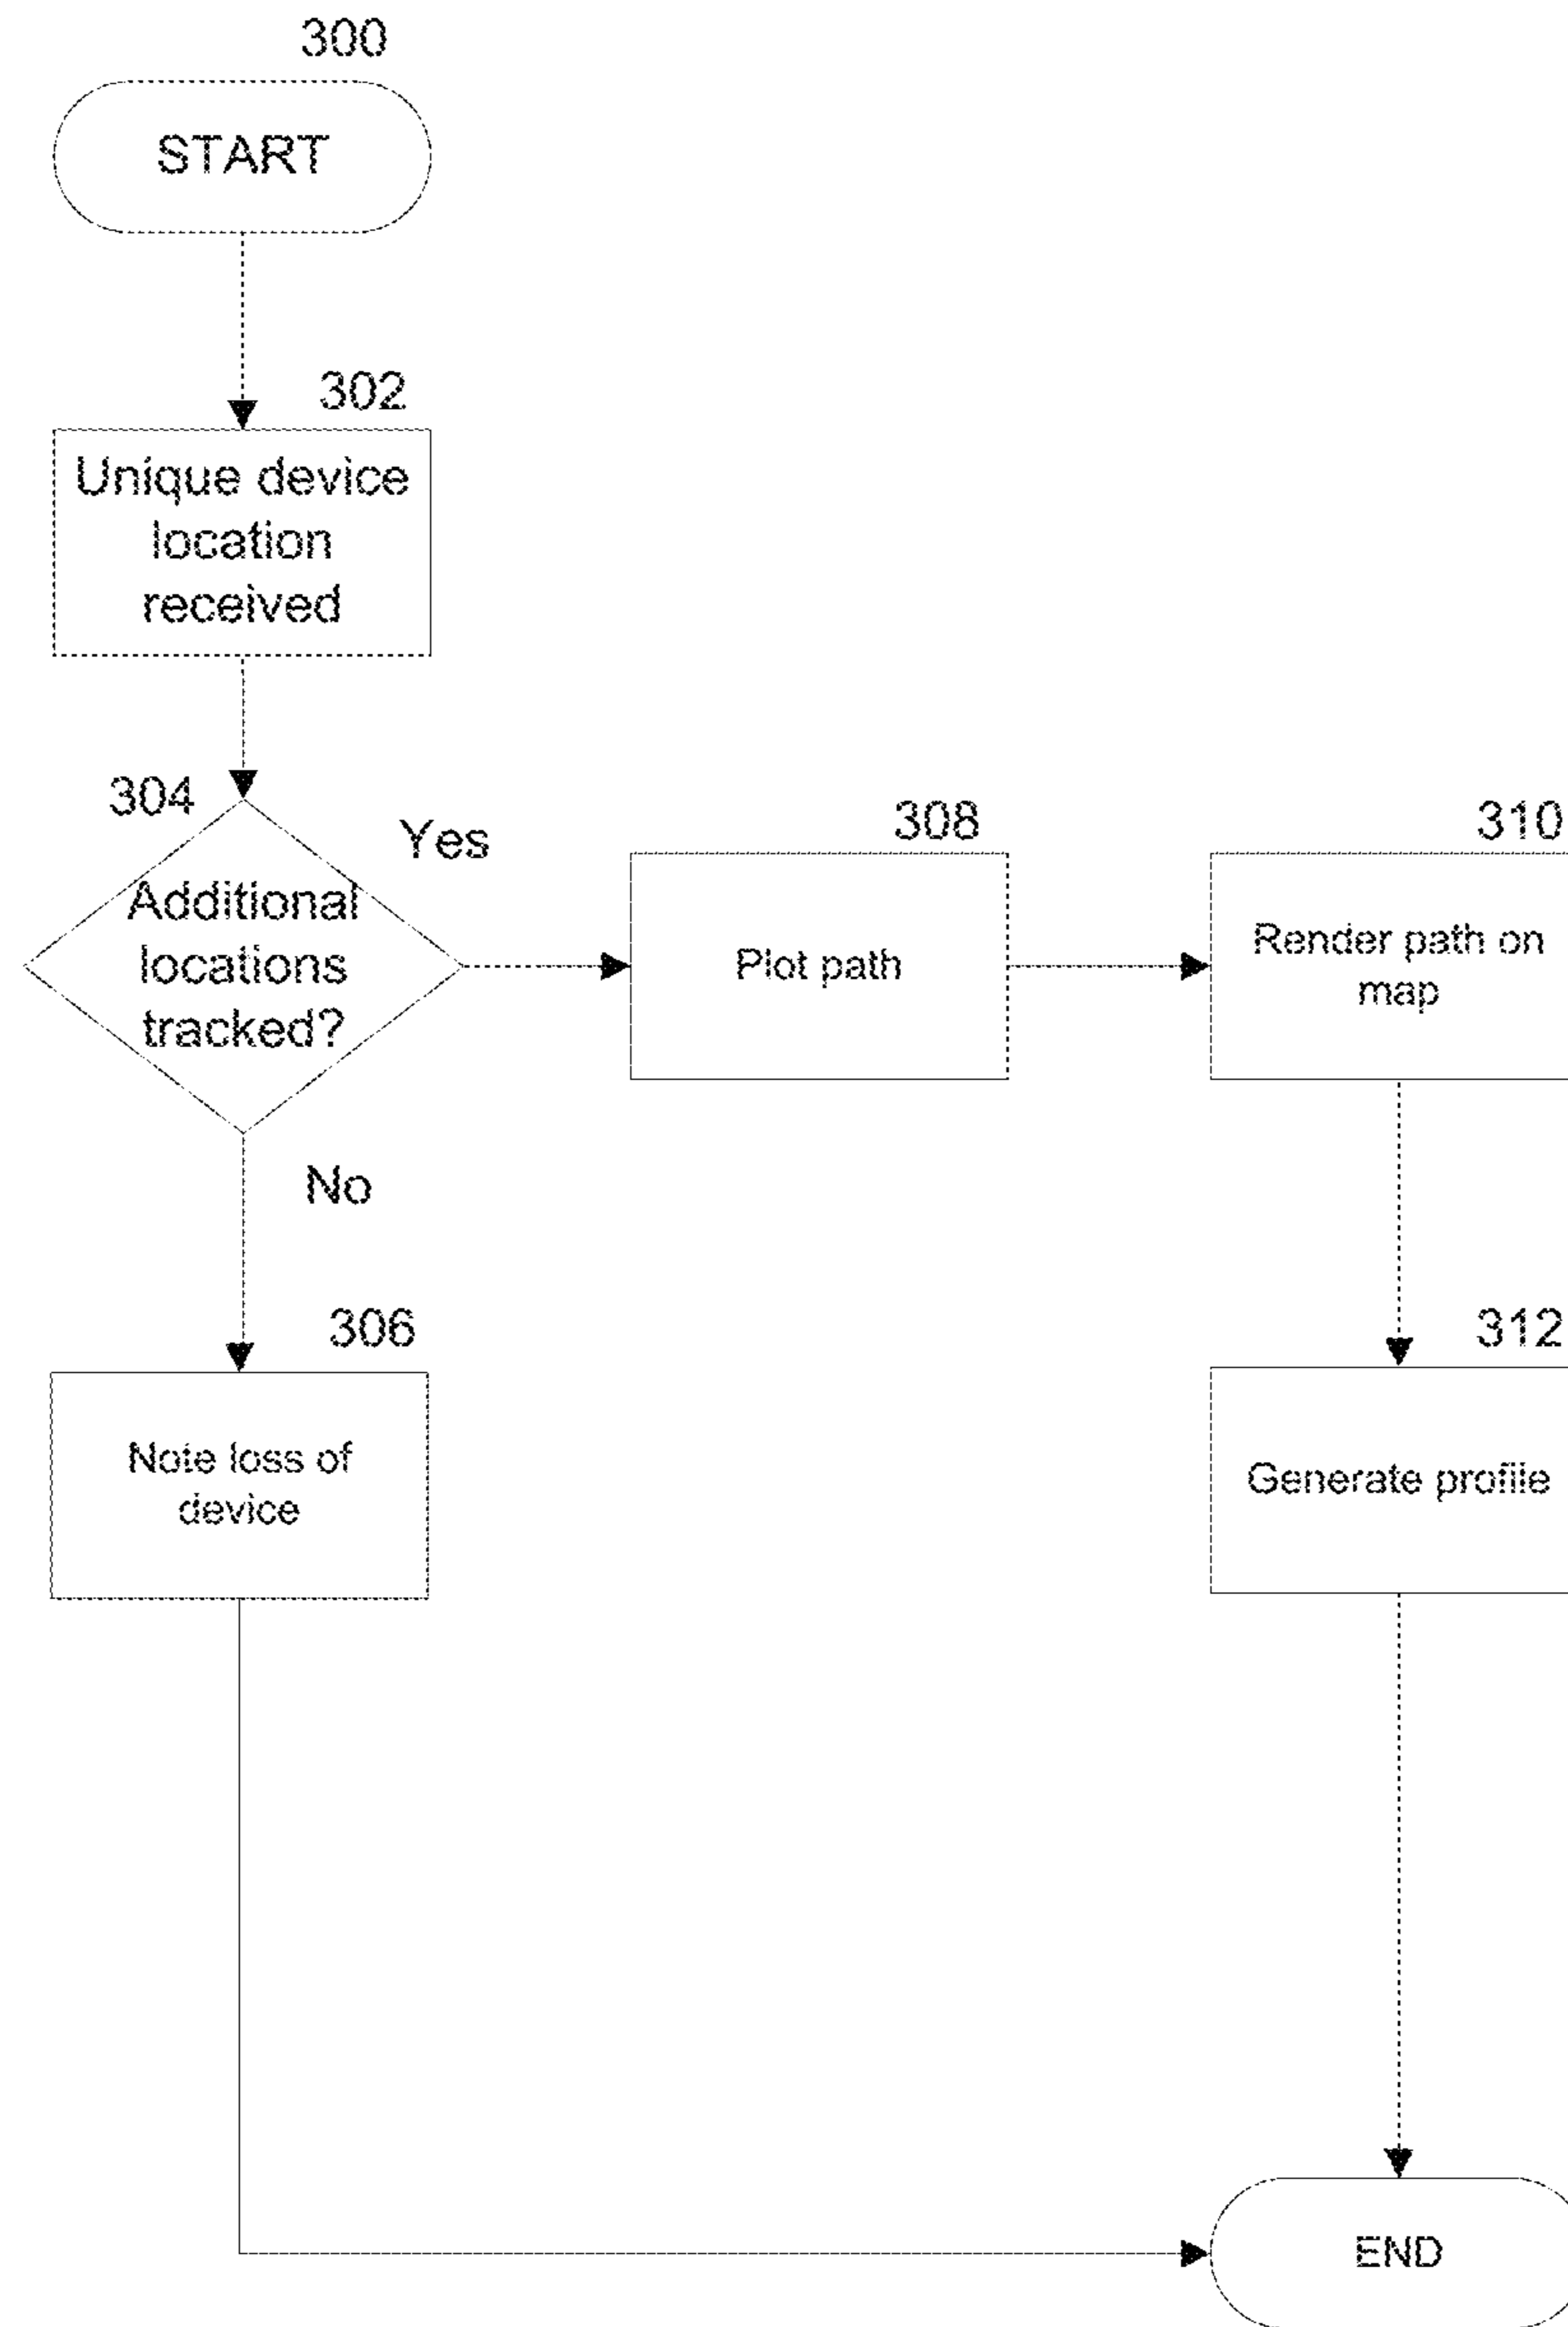 300
START
302
Unique device
location
received
304
Yes
Additional
locations
tracked?
308
Plot path
310
Render path on
map
No
306
Note loss of
device
312
Generate profile
END